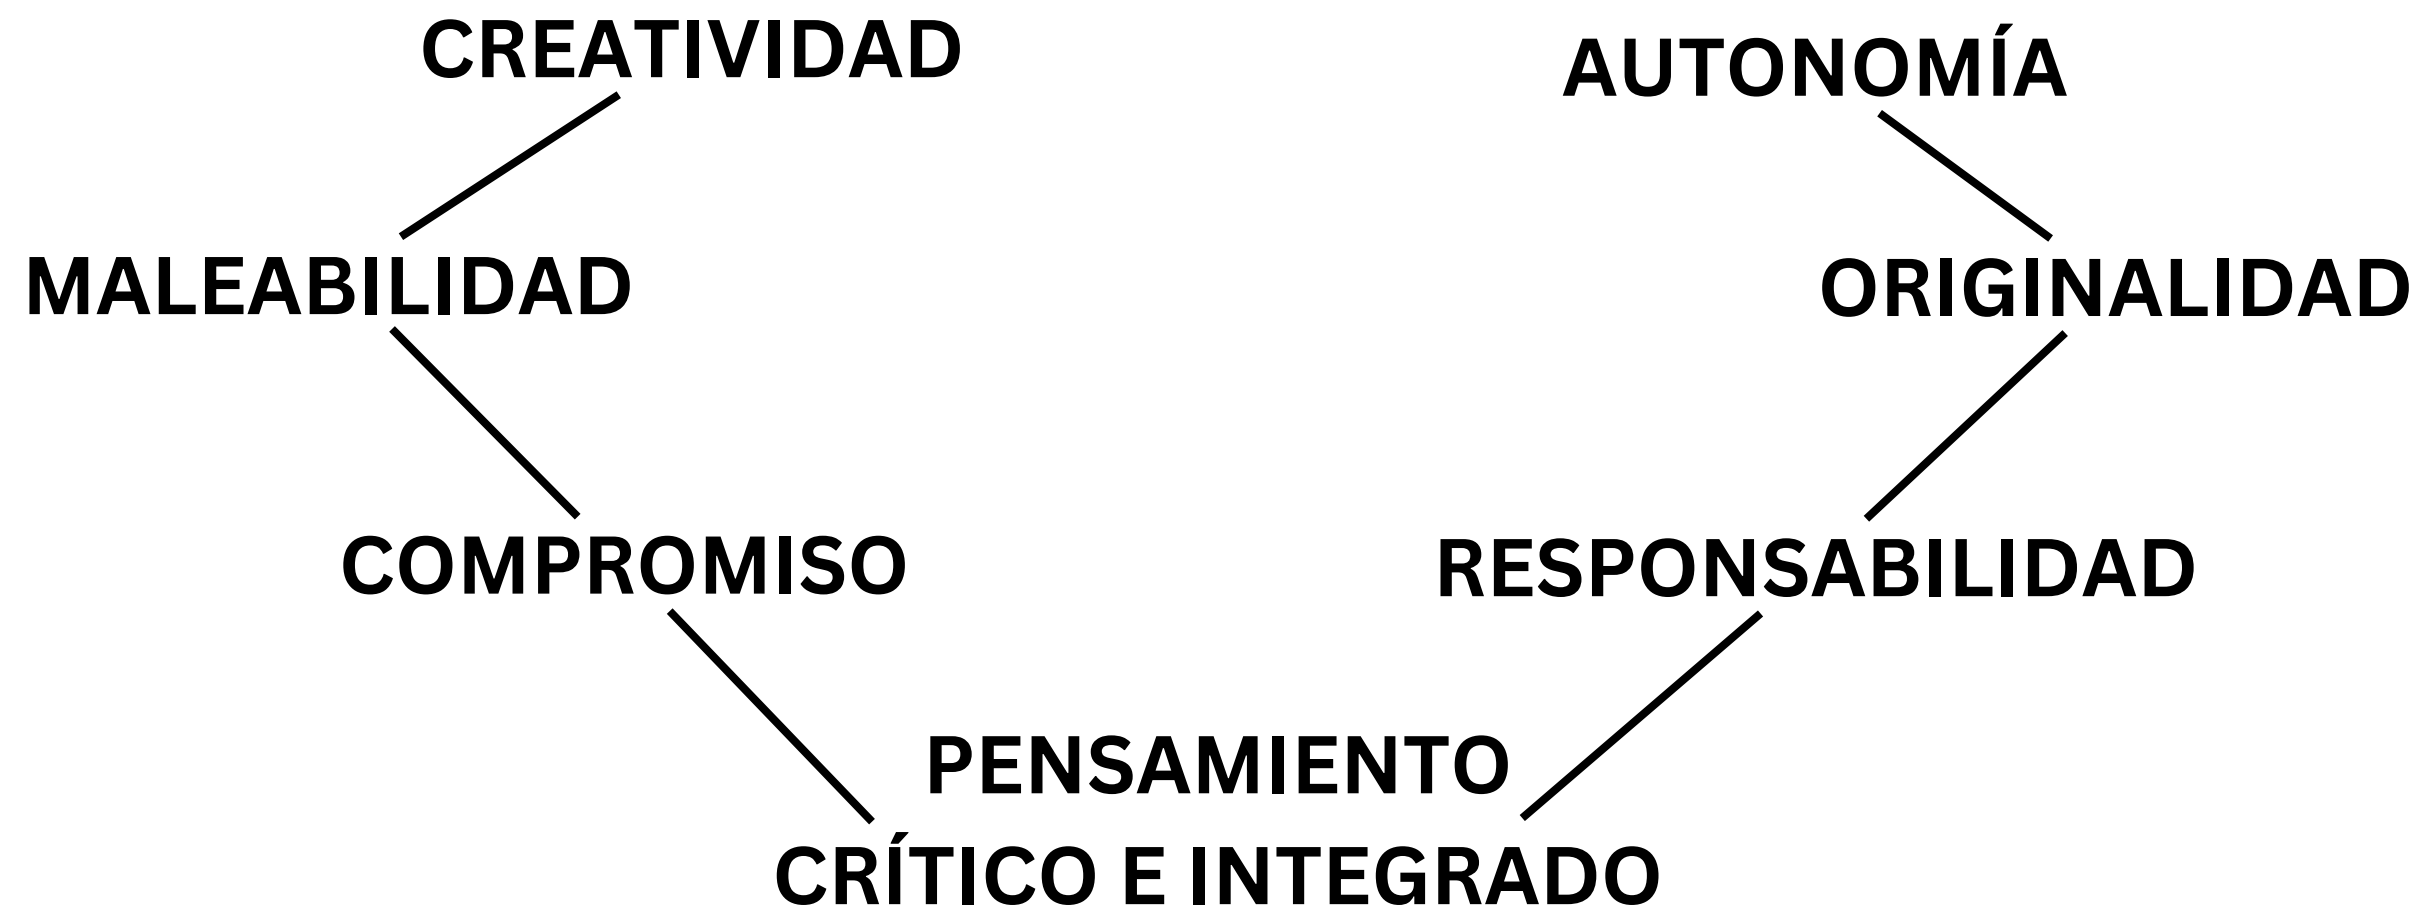 CREATIVIDAD
AUTONOMÍA
MALEABILIDAD
ORIGINALIDAD
COMPROMISO
RESPONSABILIDAD
PENSAMIENTO
CRÍTICO E INTEGRADO